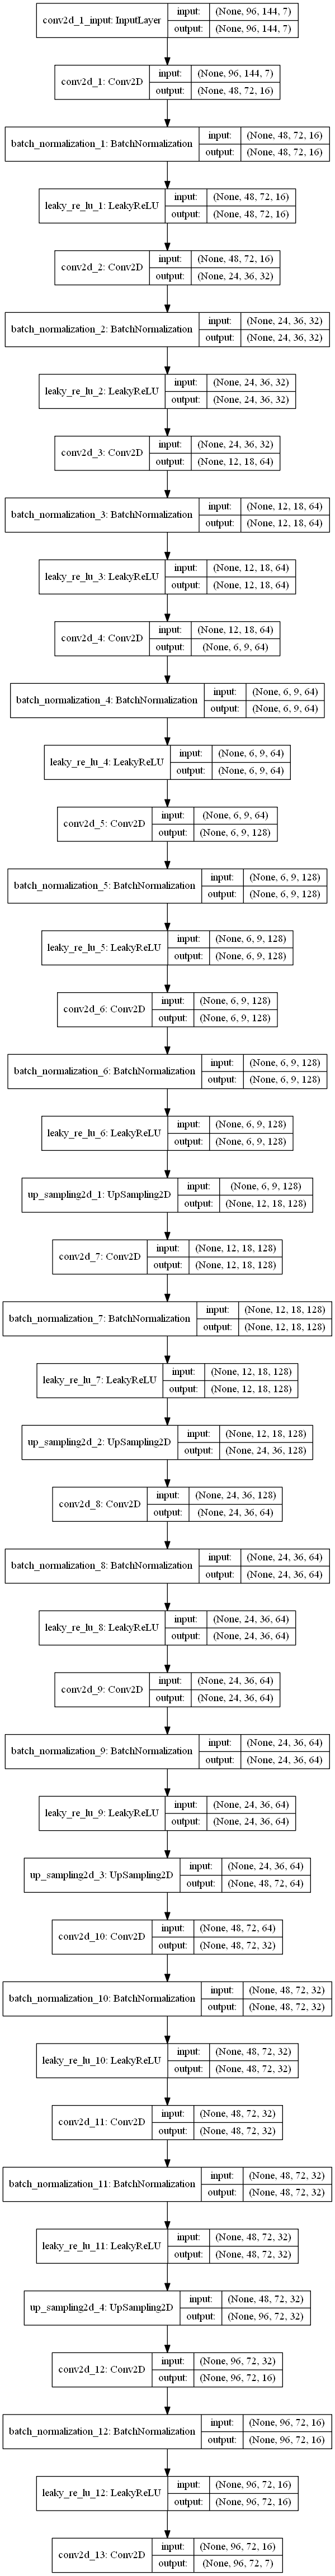 conv2d_1_input: InputLayer
input: (None, 96, 144, 7)
output: (None, 96, 144, 7)
conv2d_1: Conv2D
input: (None, 96, 144, 7)
output: (None, 48, 72, 16)
batch_normalization_1: BatchNormalization
input: (None, 48, 72, 16)
output: (None, 48, 72, 16)
leaky_re_lu_1: LeakyReLU
input: (None, 48, 72, 16)
output: (None, 48, 72, 16)
conv2d_2: Conv2D
input: (None, 48, 72, 16)
output: (None, 24, 36, 32)
batch_normalization_2: BatchNormalization
input: (None, 24, 36, 32)
output: (None, 24, 36, 32)
leaky_re_lu_2: LeakyReLU
input: (None, 24, 36, 32)
output: (None, 24, 36, 32)
conv2d_3: Conv2D
input: (None, 24, 36, 32)
output: (None, 12, 18, 64)
batch_normalization_3: BatchNormalization
input: (None, 12, 18, 64)
output: (None, 12, 18, 64)
leaky_re_lu_3: LeakyReLU
input: (None, 12, 18, 64)
output: (None, 12, 18, 64)
conv2d_4: Conv2D
input: (None, 12, 18, 64)
output: (None, 6, 9, 64)
batch_normalization_4: BatchNormalization
input: (None, 6, 9, 64)
output: (None, 6, 9, 64)
leaky_re_lu_4: LeakyReLU
input: (None, 6, 9, 64)
output: (None, 6, 9, 64)
conv2d_5: Conv2D
input: (None, 6, 9, 64)
output: (None, 6, 9, 128)
batch_normalization_5: BatchNormalization
input: (None, 6, 9, 128)
output: (None, 6, 9, 128)
leaky_re_lu_5: LeakyReLU
input: (None, 6, 9, 128)
output: (None, 6, 9, 128)
conv2d_6: Conv2D
input: (None, 6, 9, 128)
output: (None, 6, 9, 128)
batch_normalization_6: BatchNormalization
input: (None, 6, 9, 128)
output: (None, 6, 9, 128)
leaky_re_lu_6: LeakyReLU
input: (None, 6, 9, 128)
output: (None, 6, 9, 128)
up_sampling2d_1: UpSampling2D
input: (None, 6, 9, 128)
output: (None, 12, 18, 128)
conv2d_7: Conv2D
input: (None, 12, 18, 128)
output: (None, 12, 18, 128)
batch_normalization_7: BatchNormalization
input: (None, 12, 18, 128)
output: (None, 12, 18, 128)
leaky_re_lu_7: LeakyReLU
input: (None, 12, 18, 128)
output: (None, 12, 18, 128)
up_sampling2d_2: UpSampling2D
input: (None, 12, 18, 128)
output: (None, 24, 36, 128)
conv2d_8: Conv2D
input: (None, 24, 36, 128)
output: (None, 24, 36, 64)
batch_normalization_8: BatchNormalization
input: (None, 24, 36, 64)
output: (None, 24, 36, 64)
leaky_re_lu_8: LeakyReLU
input: (None, 24, 36, 64)
output: (None, 24, 36, 64)
conv2d_9: Conv2D
input: (None, 24, 36, 64)
output: (None, 24, 36, 64)
batch_normalization_9: BatchNormalization
input: (None, 24, 36, 64)
output: (None, 24, 36, 64)
leaky_re_lu_9: LeakyReLU
input: (None, 24, 36, 64)
output: (None, 24, 36, 64)
up_sampling2d_3: UpSampling2D
input: (None, 24, 36, 64)
output: (None, 48, 72, 64)
conv2d_10: Conv2D
input: (None, 48, 72, 64)
output: (None, 48, 72, 32)
batch_normalization_10: BatchNormalization
input: (None, 48, 72, 32)
output: (None, 48, 72, 32)
leaky_re_lu_10: LeakyReLU
input: (None, 48, 72, 32)
output: (None, 48, 72, 32)
conv2d_11: Conv2D
input: (None, 48, 72, 32)
output: (None, 48, 72, 32)
batch_normalization_11: BatchNormalization
input: (None, 48, 72, 32)
output: (None, 48, 72, 32)
leaky_re_lu_11: LeakyReLU
input: (None, 48, 72, 32)
output: (None, 48, 72, 32)
up_sampling2d_4: UpSampling2D
input: (None, 48, 72, 32)
output: (None, 96, 72, 32)
conv2d_12: Conv2D
input: (None, 96, 72, 32)
output: (None, 96, 72, 16)
batch_normalization_12: BatchNormalization
input: (None, 96, 72, 16)
output: (None, 96, 72, 16)
leaky_re_lu_12: LeakyReLU
input: (None, 96, 72, 16)
output: (None, 96, 72, 16)
conv2d_13: Conv2D
input: (None, 96, 72, 16)
output: (None, 96, 72, 7)